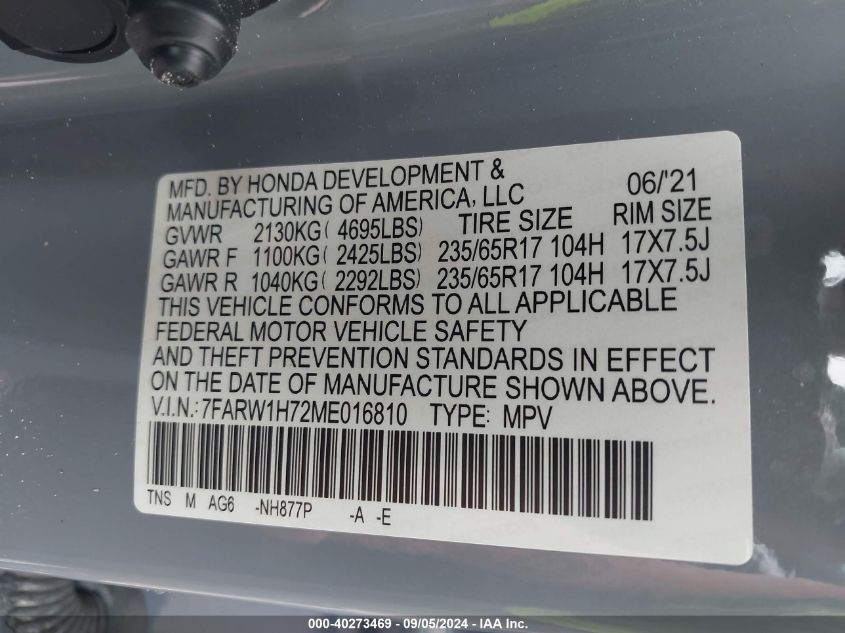 MFD. BY HONDA DEVELOPMENT & 06/'21
MANUFACTURING OF AMERICA, LLC
GVWR 2130KG( 4695LBS) TIRE SIZE RIM SIZE
GAWR F 1100KG( 2425LBS) 235/65R17 104H 17X7.5J
GAWR R 1040KG( 2292LBS) 235/65R17 104H 17X7.5J
THIS VEHICLE CONFORMS TO ALL APPLICABLE
FEDERAL MOTOR VEHICLE SAFETY
AND THEFT PREVENTION STANDARDS IN EFFECT
ON THE DATE OF MANUFACTURE SHOWN ABOVE.
V.I.N.: 7FARW1H72ME016810 TYPE: MPV
TNS M AG6 -NH877P -A -E
000-40273469 - 09/05/2024 - IAA Inc.